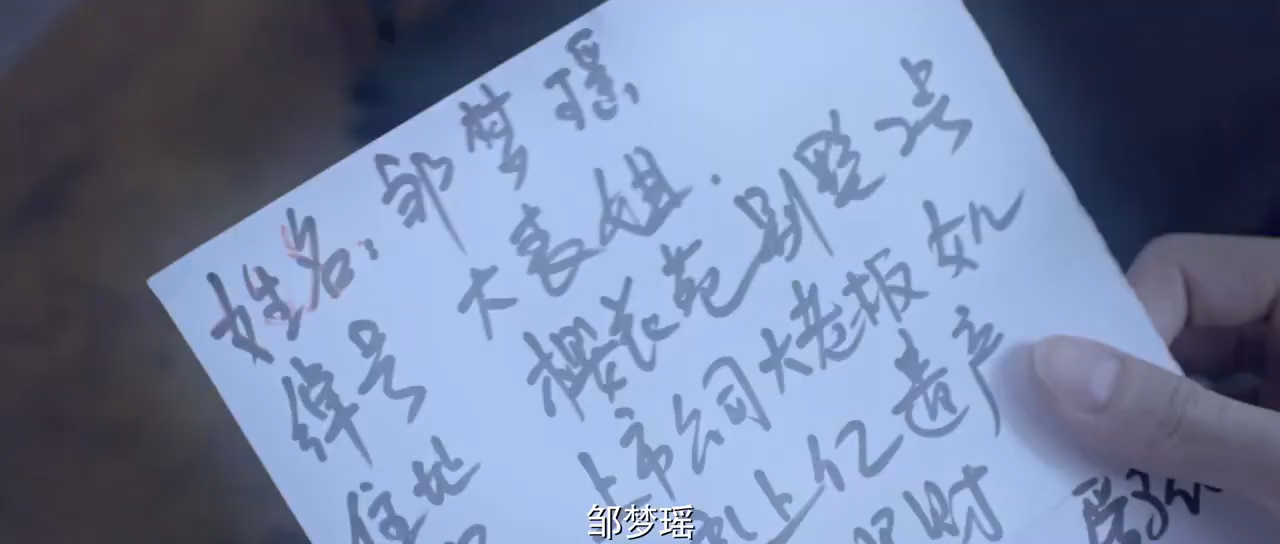 姓名：邹梦瑶
绰号 大表姐
住址 樱花苑别墅2号
上市公司大老板女儿
上亿遗产
财
邹梦瑶